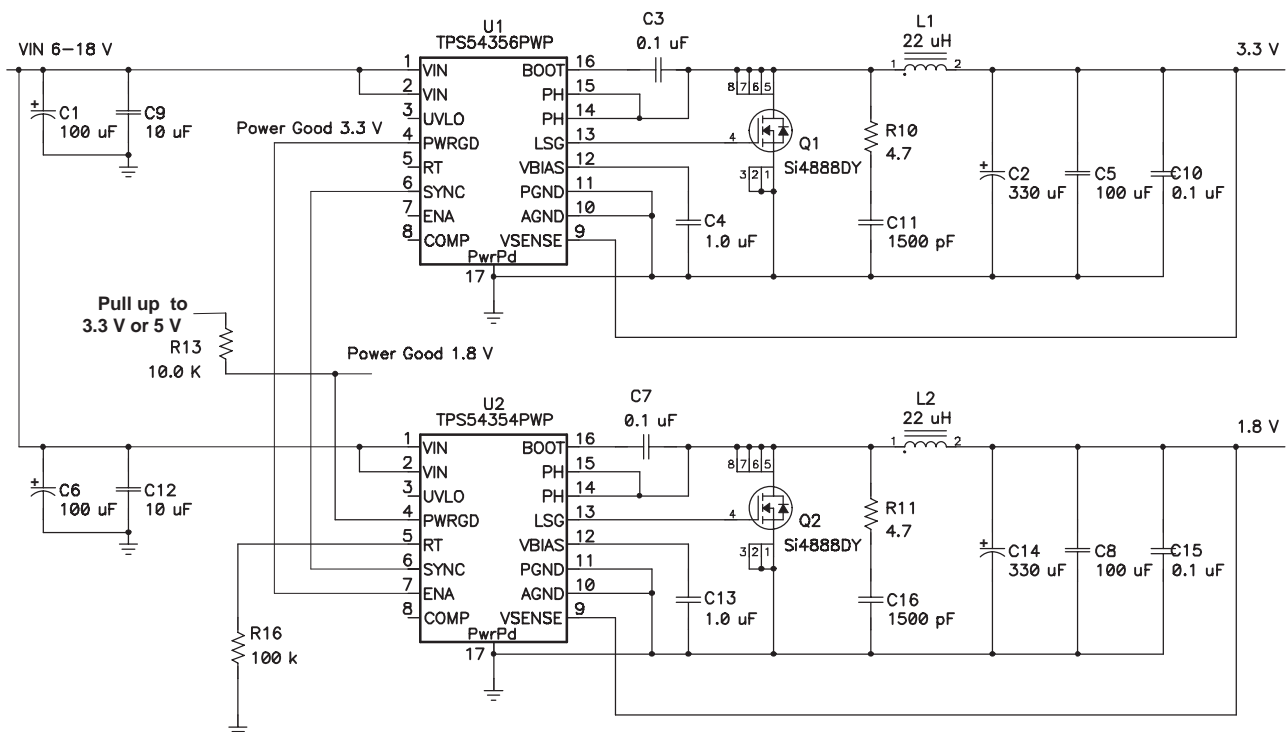 VIN 6–18 V
C1
100 uF
C9
10 uF
U1
TPS54356PWP
1 VIN BOOT 16
2 VIN PH 15
3 UVLO PH 14
4 PWRGD LSG 13
5 RT VBIAS 12
6 SYNC PGND 11
7 ENA AGND 10
8 COMP VSENSE 9
PwrPd
17
Power Good 3.3 V
C3
0.1 uF
8 7 6 5
4
3 2 1
Q1
Si4888DY
C4
1.0 uF
L1
22 uH
1 2
3.3 V
R10
4.7
C11
1500 pF
C2
330 uF
C5
100 uF
C10
0.1 uF
Pull up to
3.3 V or 5 V
R13
10.0 K
Power Good 1.8 V
C6
100 uF
C12
10 uF
U2
TPS54354PWP
1 VIN BOOT 16
2 VIN PH 15
3 UVLO PH 14
4 PWRGD LSG 13
5 RT VBIAS 12
6 SYNC PGND 11
7 ENA AGND 10
8 COMP VSENSE 9
PwrPd
17
R16
100 k
C7
0.1 uF
8 7 6 5
4
3 2 1
Q2
Si4888DY
C13
1.0 uF
L2
22 uH
1 2
1.8 V
R11
4.7
C16
1500 pF
C14
330 uF
C8
100 uF
C15
0.1 uF